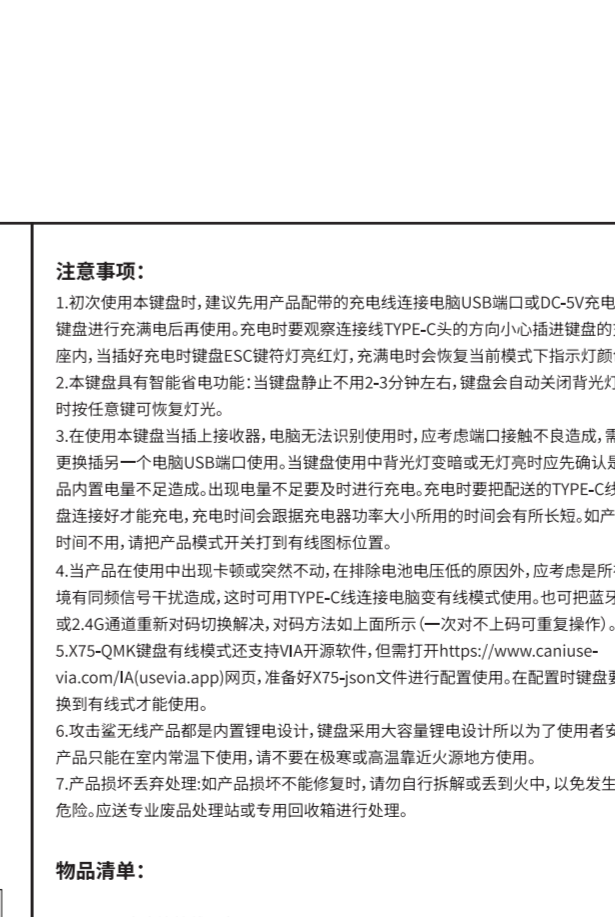 注意事项：
1.初次使用本键盘时，建议先用产品配带的充电线连接电脑USB端口或DC-5V充电
键盘进行充满电后再使用。充电时要观察连接线TYPE-C头的方向小心插进键盘的
座内，当插好充电时键盘ESC键符灯亮红灯，充满电时会恢复当前模式下指示灯颜
2.本键盘具有智能省电功能：当键盘静止不用2-3分钟左右，键盘会自动关闭背光灯
时按任意键可恢复灯光。
3.在使用本键盘当插上接收器，电脑无法识别使用时，应考虑端口接触不良造成，需
更换插另一个电脑USB端口使用。当键盘使用中背光灯变暗或无灯亮时应先确认是
品内置电量不足造成。出现电量不足要及时进行充电。充电时要把配送的TYPE-C线
盘连接好才能充电，充电时间会跟据充电器功率大小所用的时间会有所长短。如产
时间不用，请把产品模式开关打到有线图标位置。
4.当产品在使用中出现卡顿或突然不动，在排除电池电压低的原因外，应考虑是所
境有同频信号干扰造成，这时可用TYPE-C线连接电脑变有线模式使用。也可把蓝牙
或2.4G通道重新对码切换解决，对码方法如上面所示（一次对不上码可重复操作）。
5.X75-QMK键盘有线模式还支持VIA开源软件，但需打开https://www.caniuse-
via.com/IA(usevia.app)网页，准备好X75-json文件进行配置使用。在配置时键盘要
换到有线式才能使用。
6.攻击鲨无线产品都是内置锂电设计，键盘采用大容量锂电设计所以为了使用者安
产品只能在室内常温下使用，请不要在极寒或高温靠近火源地方使用。
7.产品损坏丢弃处理:如产品损坏不能修复时，请勿自行拆解或丢到火中，以免发生
危险。应送专业废品处理站或专用回收箱进行处理。
物品清单：